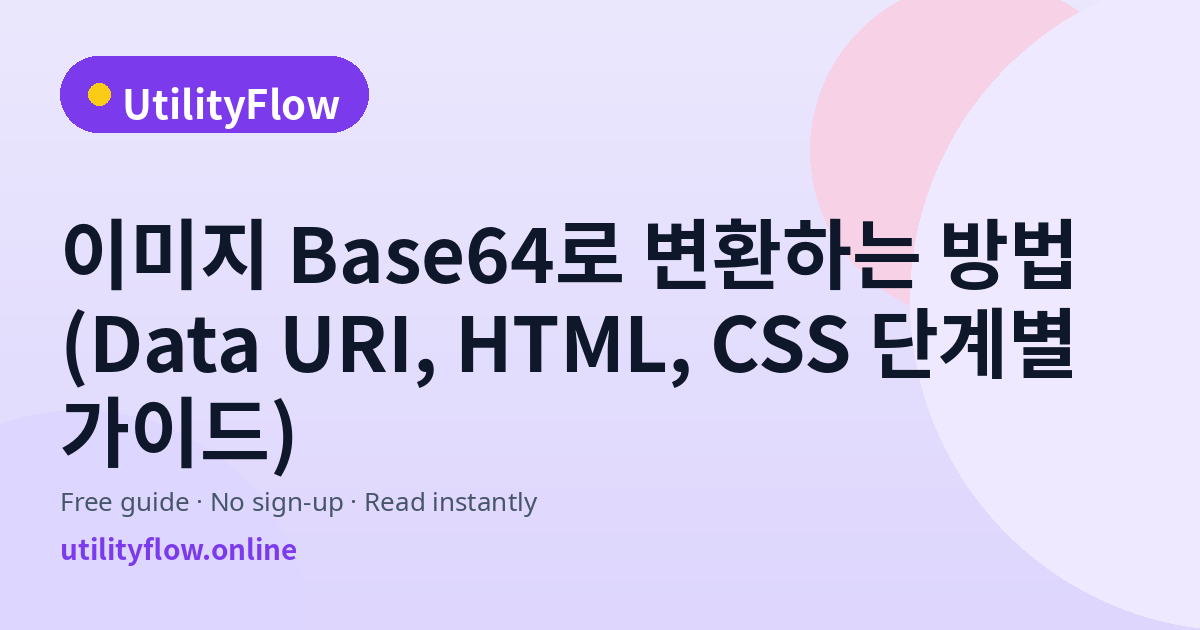 UtilityFlow
이미지 Base64로 변환하는 방법
(Data URI, HTML, CSS 단계별
가이드)
Free guide · No sign-up · Read instantly
utilityflow.online